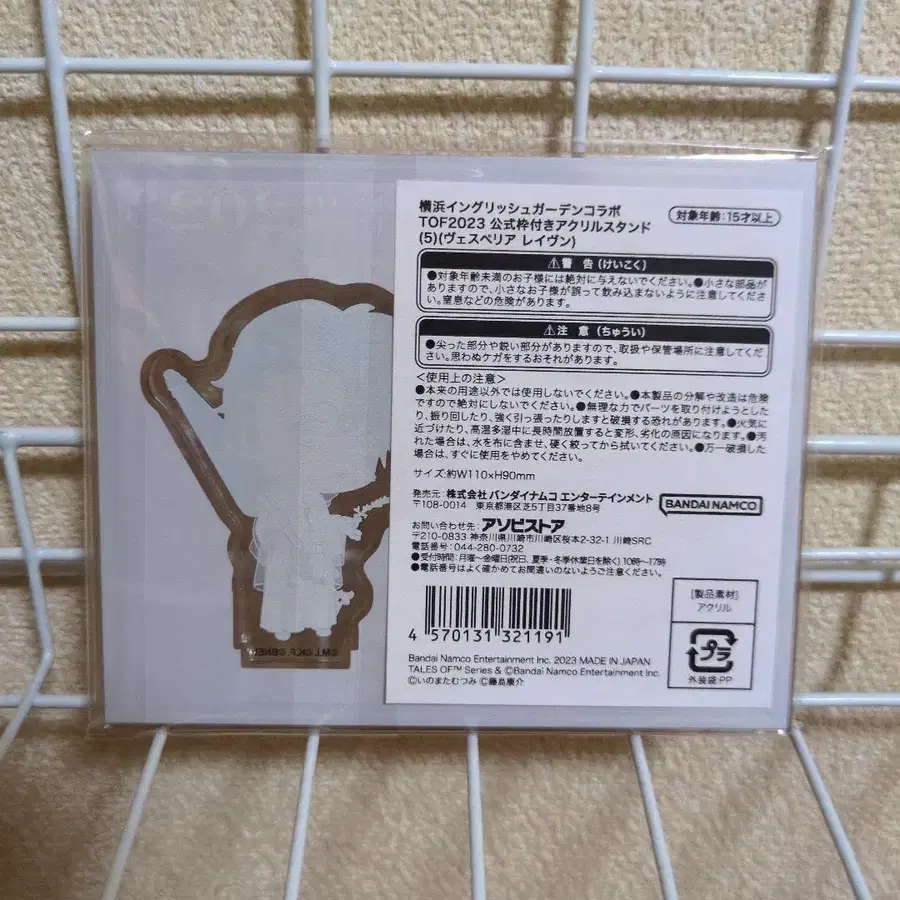 横浜イングリッシュガーデンコラボ
TOF2023 公式枠付きアクリルスタンド
(5)(ヴェスペリア レイヴン)
対象年齢:15才以上
⚠警 告(けいこく)
●対象年齢未満のお子様には絶対に与えないでください。●小さな部品が
ありますので、小さなお子様が誤って飲み込まないように注意してくださ
い。窒息などの危険があります。
⚠注 意(ちゅうい)
●尖った部分や鋭い部分がありますので、取扱や保管場所に注意してくだ
さい。思わぬケガをするおそれがあります。
<使用上の注意>
●本来の用途以外では使用しないでください。●本製品の分解や改造は危険
ですので絶対にしないでください。●無理な力でパーツを取り付けようとした
り、振り回したり、強く引っ張ったりしますと破損する恐れがあります。●火気に
近づけたり、高温多湿中に長時間放置すると変形、劣化の原因になります。●汚
れた場合は、水を布に含ませ、硬く絞ってから拭いてください。●万一破損した
場合は、すぐに使用をやめてください。
サイズ:約W110×H90mm
発売元:株式会社 バンダイナムコ エンターテインメント
〒108-0014 東京都港区芝5丁目37番地8号
BANDAI NAMCO
お問い合わせ先:アソビストア
〒210-0833 神奈川県川崎市川崎区桜本2-32-1 川崎SRC
電話番号:044-280-0732
●受付時間:月曜~金曜日(祝日、夏季・冬季休業日を除く) 10時~17時
●電話番号はよく確かめてお間違いのないようご注意ください。
4 570131 321191
[製品素材]
アクリル
プラ
外装袋:PP
Bandai Namco Entertainment Inc. 2023 MADE IN JAPAN
TALES OF™ Series & ©Bandai Namco Entertainment Inc.
©いのまたむつみ ©藤島康介